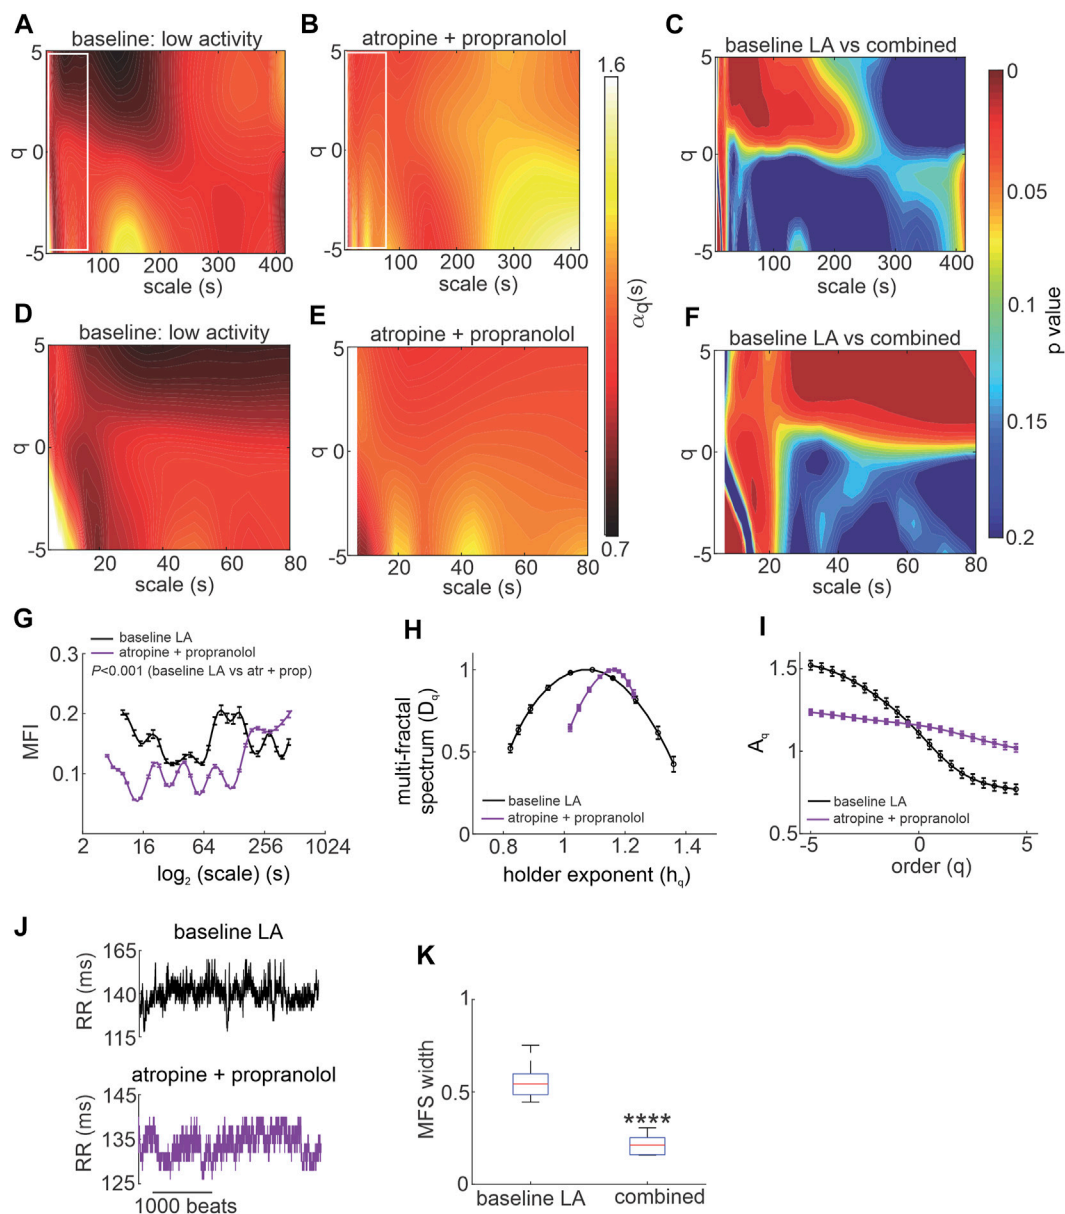 A
baseline: low activity
5
0
-5
q
100 200 300 400
scale (s)
B
atropine + propranolol
5
0
-5
q
100 200 300 400
scale (s)
1.6
αq(s)
0.7
C
baseline LA vs combined
5
0
-5
q
100 200 300 400
scale (s)
0
0.05
0.1
0.15
0.2
p value
D
baseline: low activity
5
0
-5
q
20 40 60 80
scale (s)
E
atropine + propranolol
5
0
-5
q
20 40 60 80
scale (s)
F
baseline LA vs combined
5
0
-5
q
20 40 60 80
scale (s)
G
baseline LA
atropine + propranolol
P<0.001 (baseline LA vs atr + prop)
0.3
0.2
0.1
MFI
2 16 64 256 1024
log2 (scale) (s)
H
1
0.5
0
multi-fractal
spectrum (Dq)
baseline LA
atropine + propranolol
0.8 1 1.2 1.4
holder exponent (hq)
I
1.5
1
0.5
Aq
baseline LA
atropine + propranolol
-5 0 5
order (q)
J
baseline LA
165
140
115
RR (ms)
atropine + propranolol
145
135
125
RR (ms)
1000 beats
K
1
0.5
0
MFS width
****
baseline LA combined